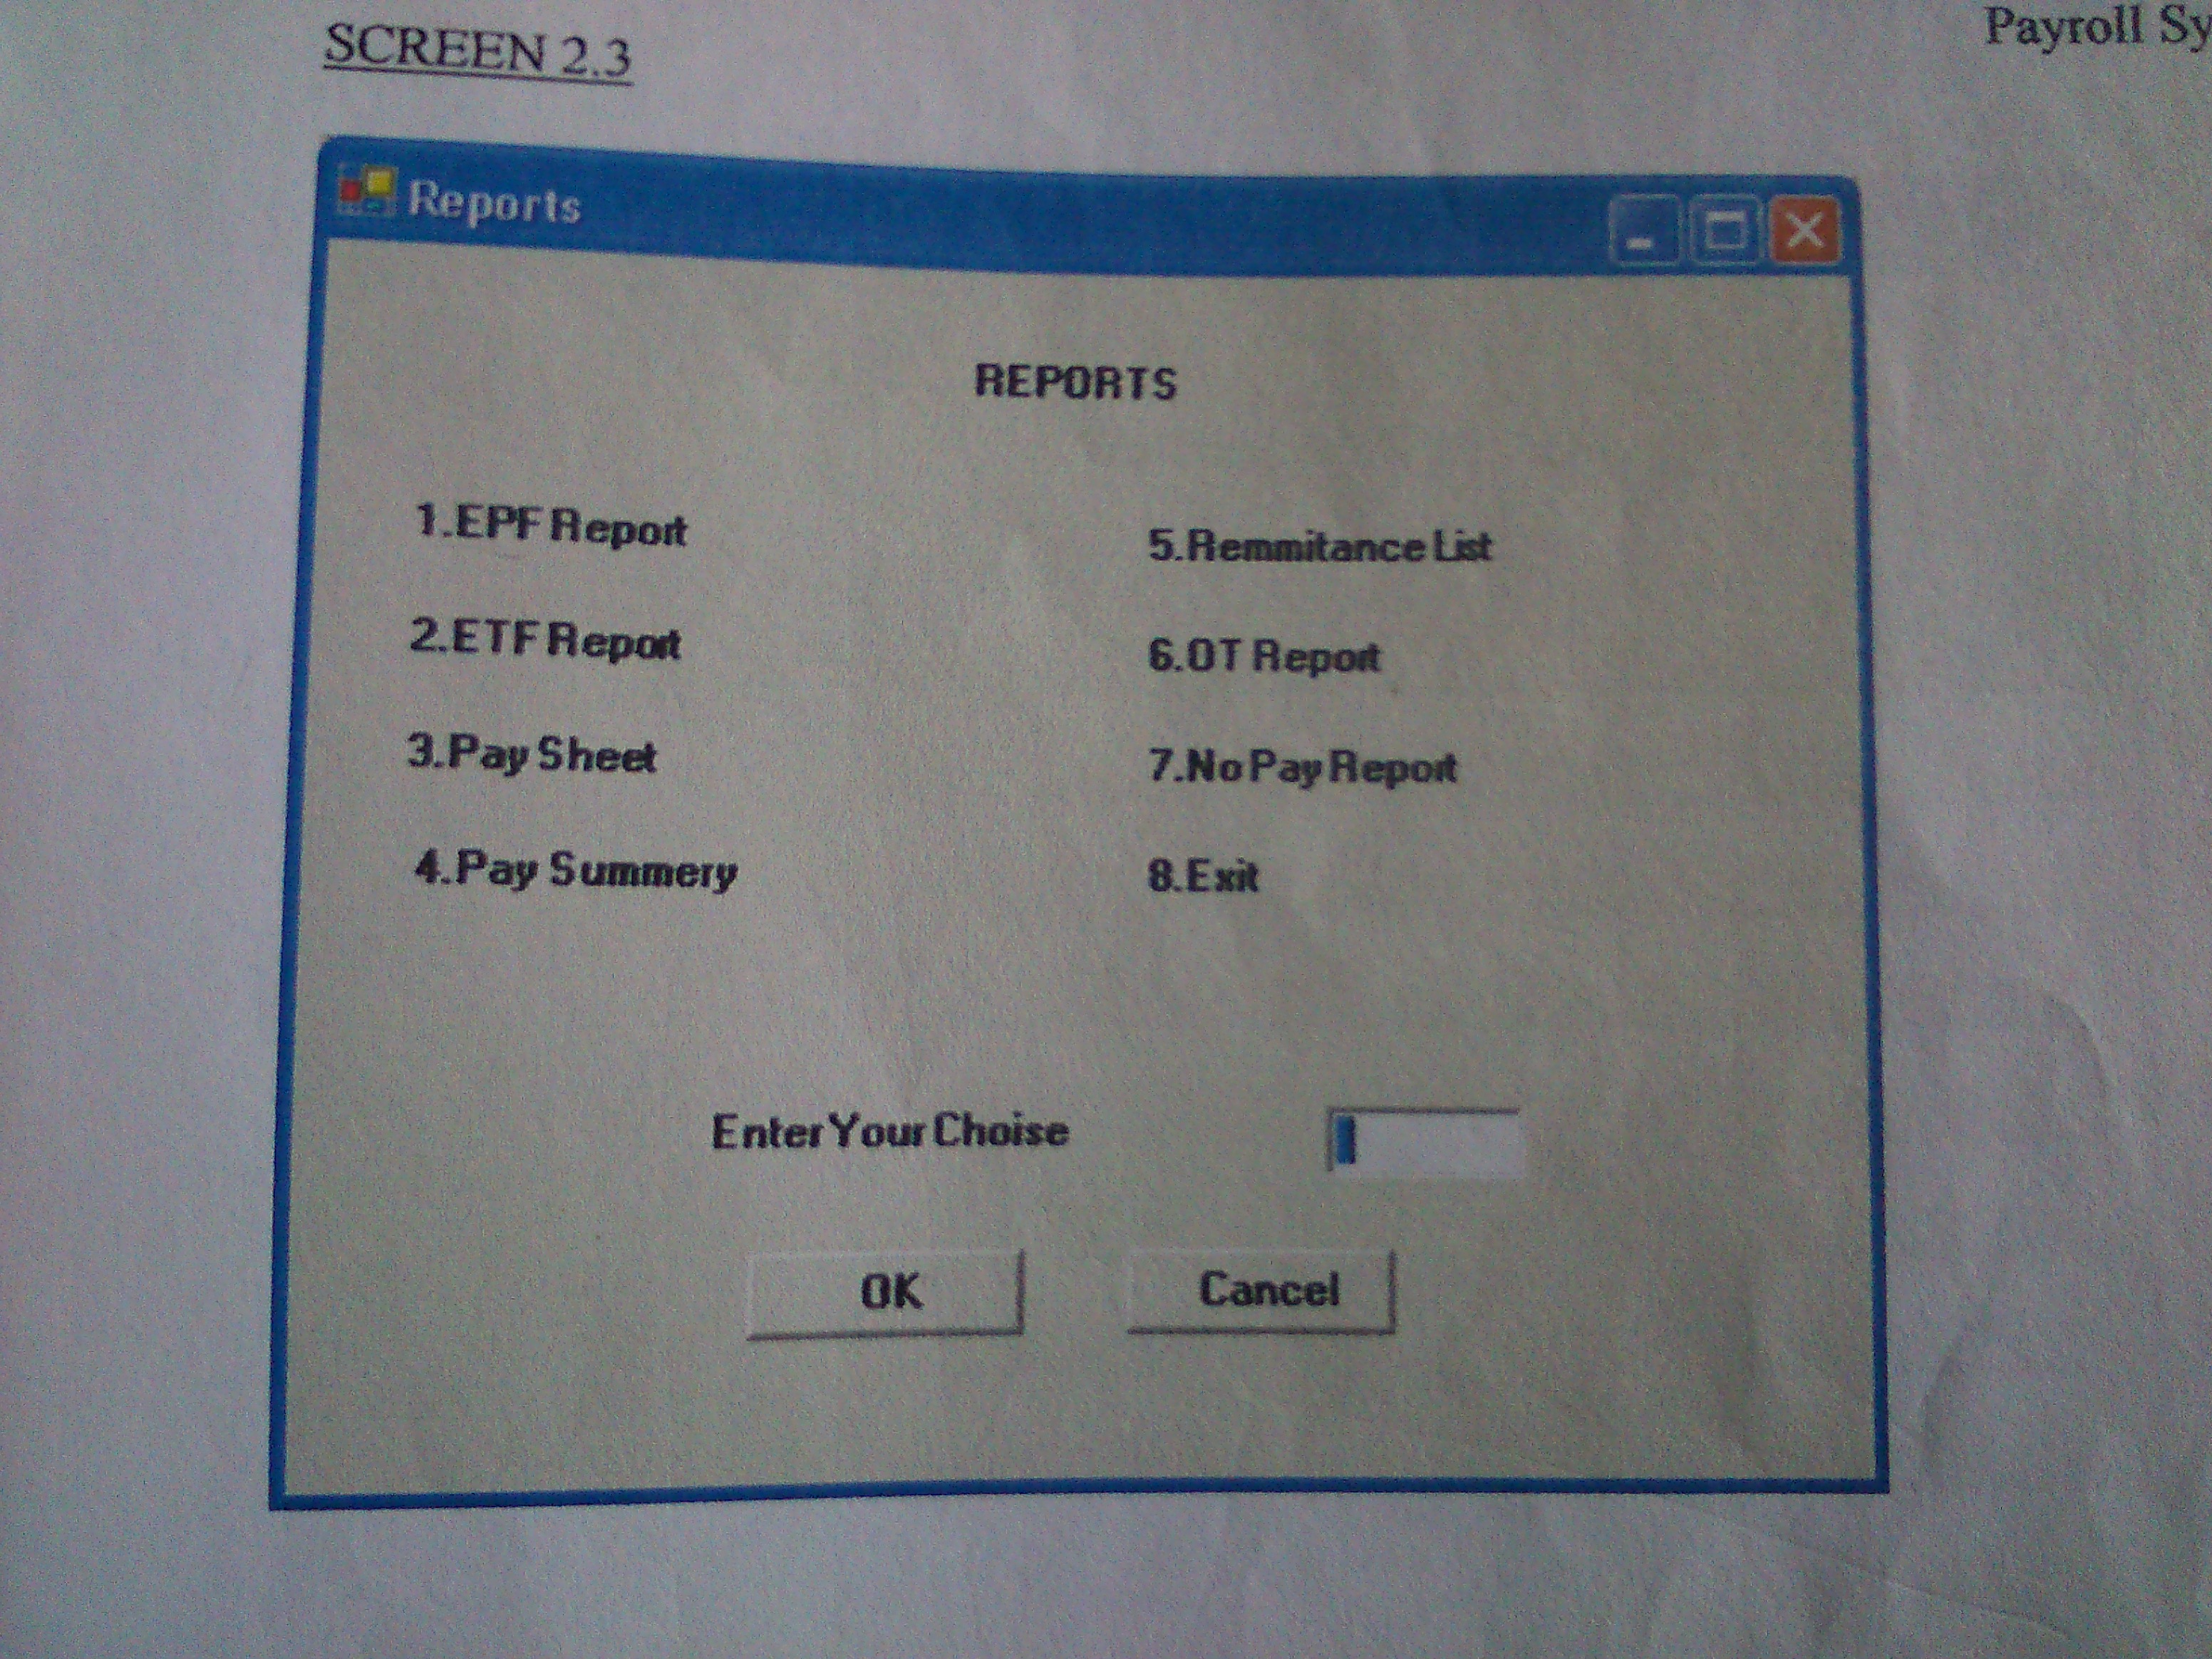 SCREEN 2.3
Payroll Sy
Reports
REPORTS
1.EPF Report
2.ETF Report
3.Pay Sheet
4.Pay Summery
5.Remmitance List
6.OT Report
7.No Pay Report
8.Exit
Enter Your Choise
OK
Cancel